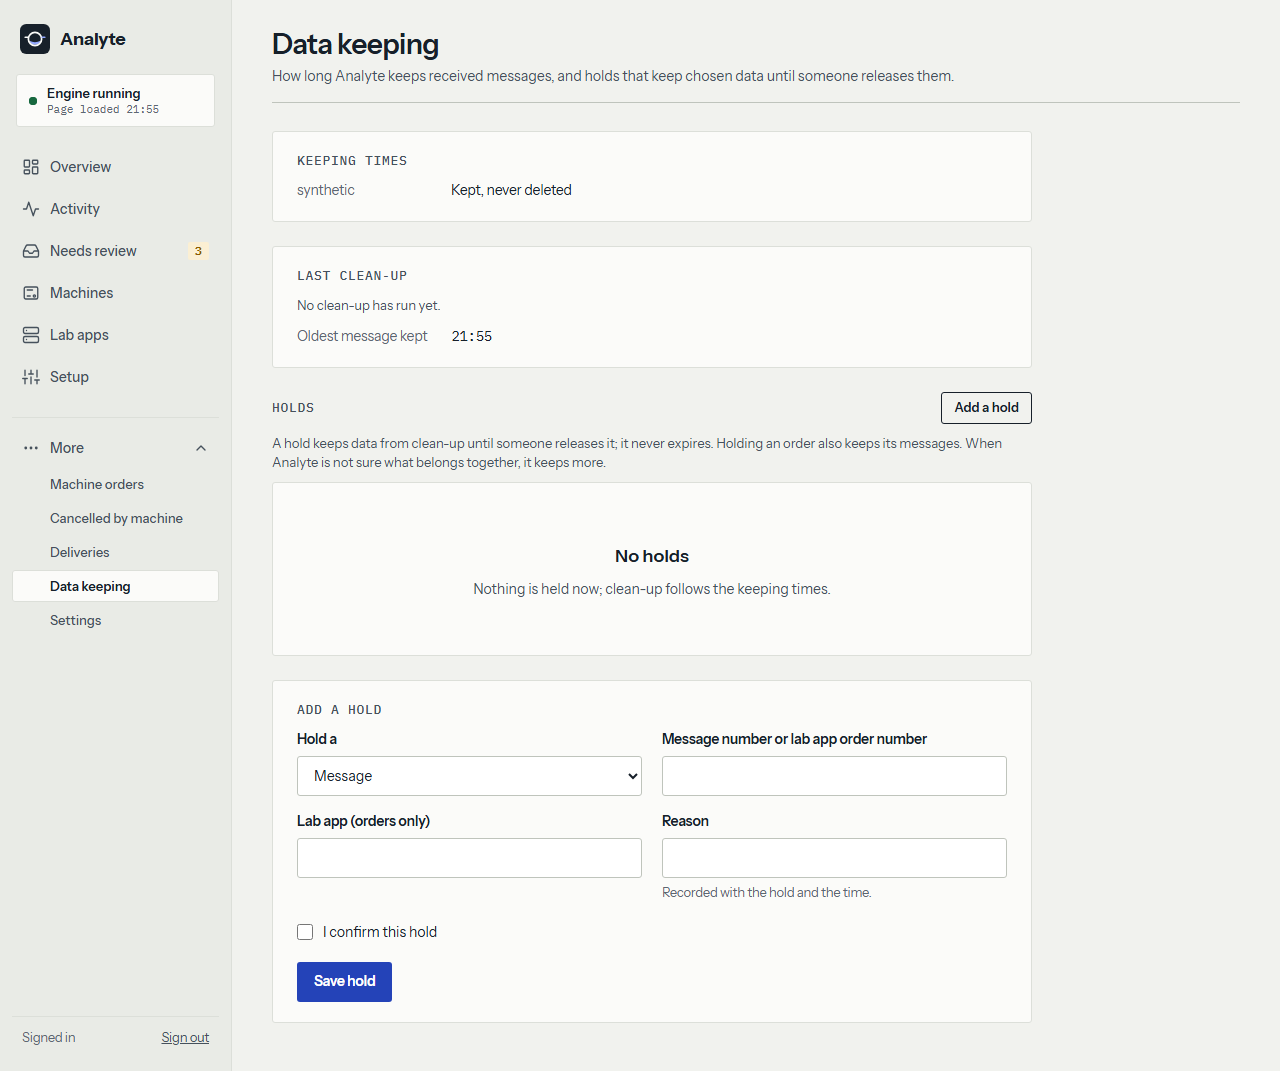 Analyte
Engine running
Page loaded 21:55
Overview
Activity
Needs review 3
Machines
Lab apps
Setup
More
Machine orders
Cancelled by machine
Deliveries
Data keeping
Settings
Signed in Sign out
Data keeping
How long Analyte keeps received messages, and holds that keep chosen data until someone releases them.
KEEPING TIMES
synthetic Kept, never deleted
LAST CLEAN-UP
No clean-up has run yet.
Oldest message kept 21:55
HOLDS Add a hold
A hold keeps data from clean-up until someone releases it; it never expires. Holding an order also keeps its messages. When
Analyte is not sure what belongs together, it keeps more.
No holds
Nothing is held now; clean-up follows the keeping times.
ADD A HOLD
Hold a Message number or lab app order number
Message
Lab app (orders only) Reason
Recorded with the hold and the time.
I confirm this hold
Save hold